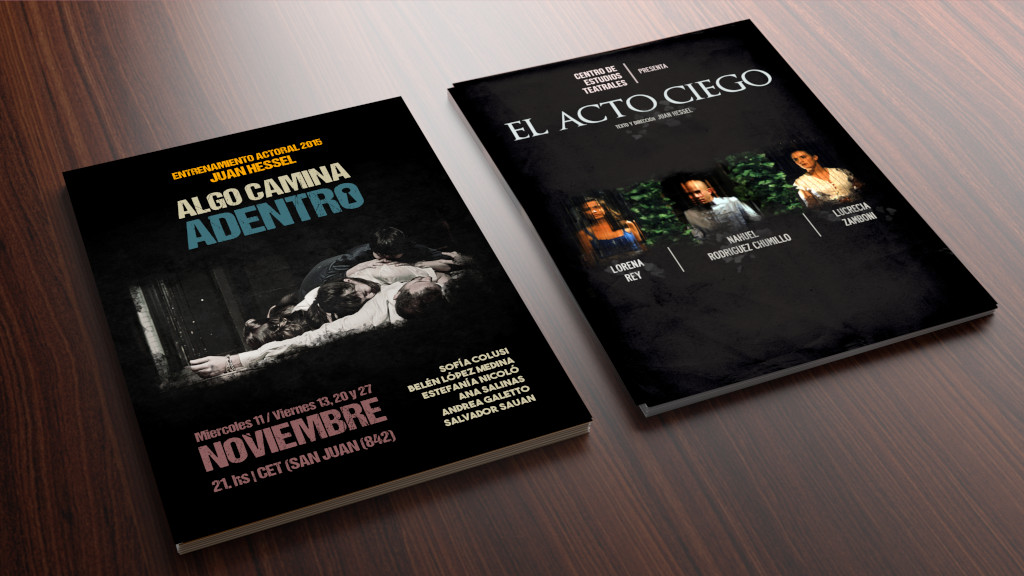 ENTRENAMIENTO ACTORAL 2015
JUAN HESSEL
ALGO CAMINA
ADENTRO
SOFÍA COLUSI
BELÉN LÓPEZ MEDINA
ESTEFANÍA NICOLÓ
ANA SALINAS
ANDREA GALETTO
SALVADOR SAUAN
Miercoles 11 / Viernes 13, 20 y 27
NOVIEMBRE
21. hs | CET (SAN JUAN (842)
CENTRO DE
ESTUDIOS
TEATRALES
PRESENTA
EL ACTO CIEGO
TEXTO Y DIRECCIÓN JUAN HESSEL
LORENA
REY
NAHUEL
RODRIGUEZ CHUMILLO
LUCRECIA
ZAMBONI